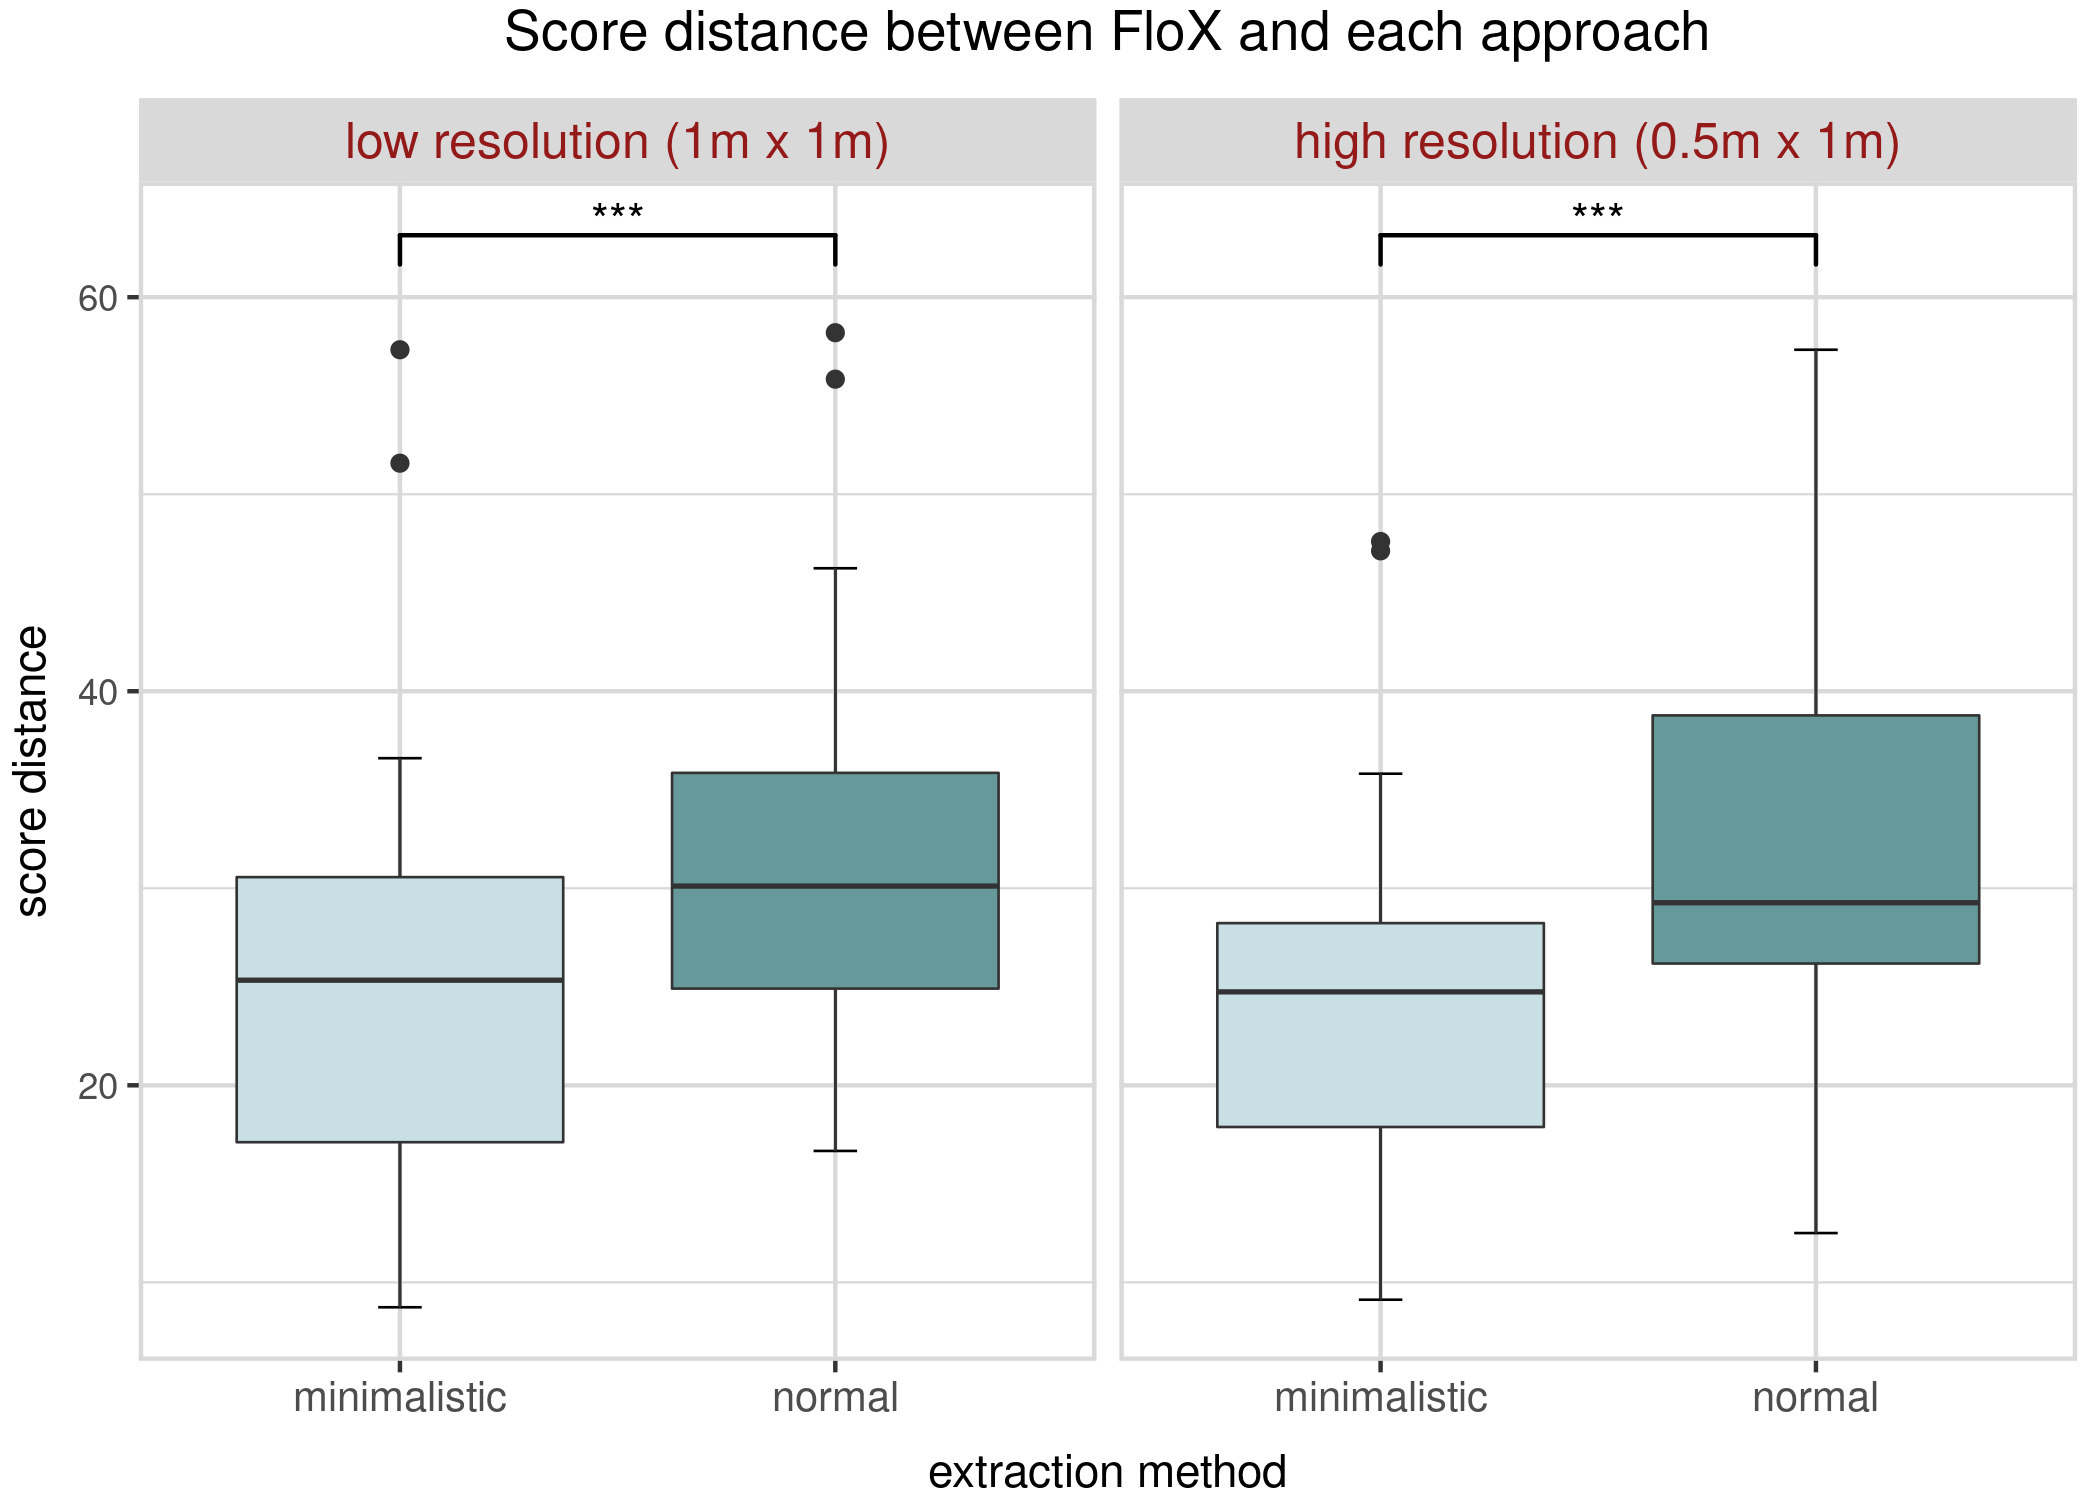 Score distance between FloX and each approach
low resolution (1m x 1m)
high resolution (0.5m x 1m)
***
***
60
40
20
score distance
minimalistic
normal
minimalistic
normal
extraction method